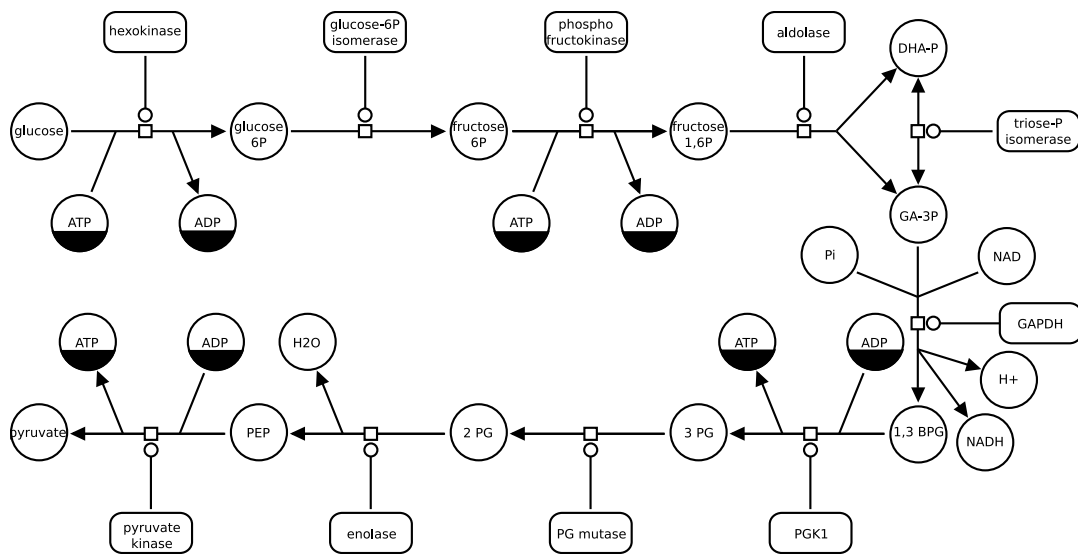 hexokinase
glucose-6P
isomerase
phospho
fructokinase
aldolase
DHA-P
glucose
glucose
6P
fructose
6P
fructose
1,6P
triose-P
isomerase
ATP
ADP
ATP
ADP
GA-3P
Pi
NAD
GAPDH
ATP
ADP
H2O
ATP
ADP
H+
pyruvate
PEP
2 PG
3 PG
1,3 BPG
NADH
pyruvate
kinase
enolase
PG mutase
PGK1